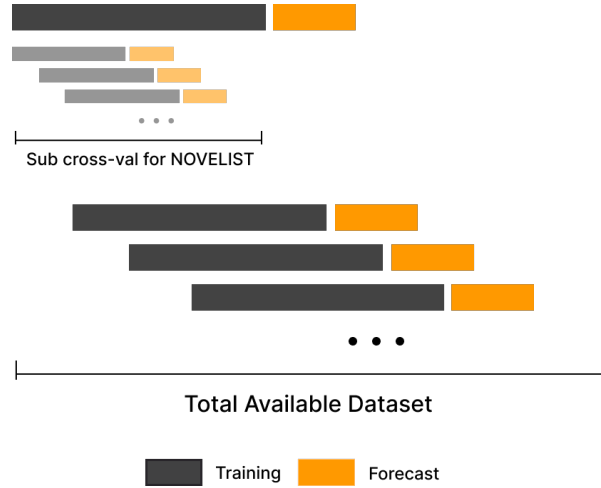 Sub cross-val for NOVELIST
Total Available Dataset
Training
Forecast